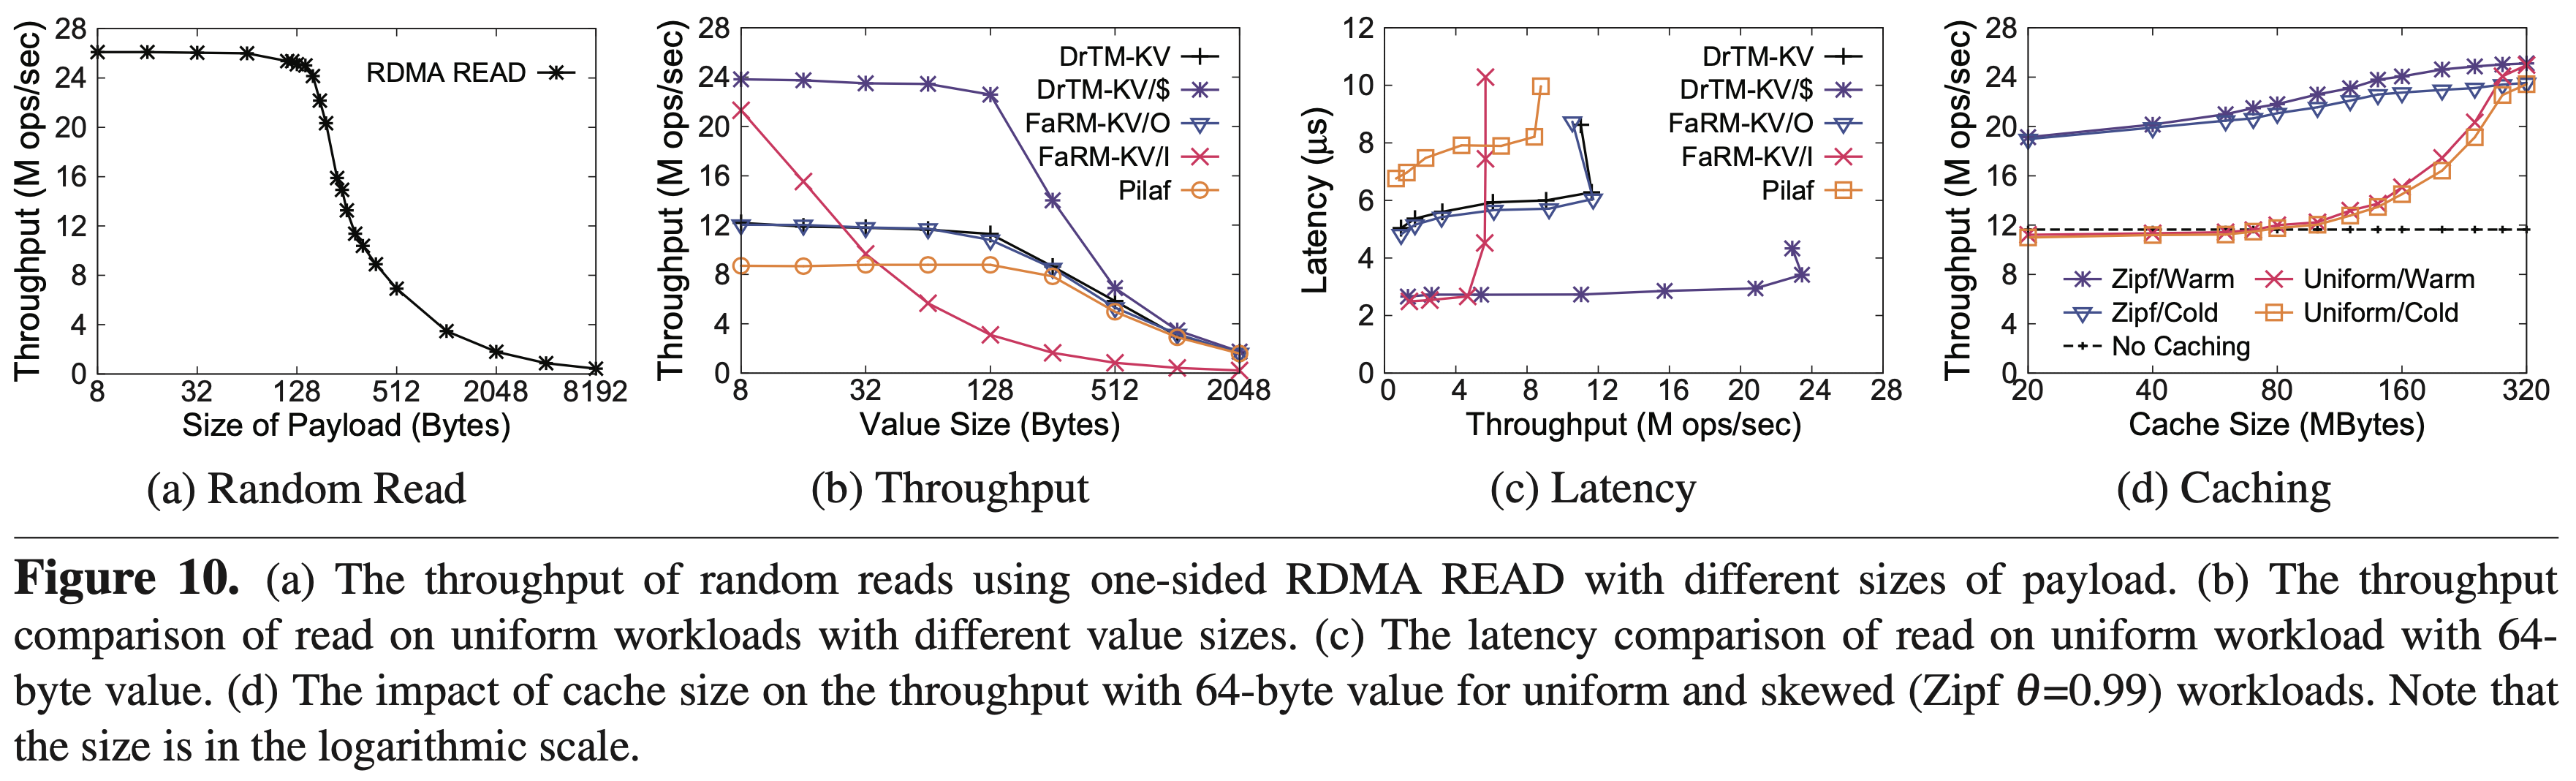 Throughput (M ops/sec)
28
24
20
16
12
8
4
0
RDMA READ
8 32 128 512 2048 8192
Size of Payload (Bytes)
(a) Random Read
Throughput (M ops/sec)
28
24
20
16
12
8
4
0
DrTM-KV
DrTM-KV/$
FaRM-KV/O
FaRM-KV/I
Pilaf
8 32 128 512 2048
Value Size (Bytes)
(b) Throughput
Latency (μs)
12
10
8
6
4
2
0
DrTM-KV
DrTM-KV/$
FaRM-KV/O
FaRM-KV/I
Pilaf
0 4 8 12 16 20 24 28
Throughput (M ops/sec)
(c) Latency
Throughput (M ops/sec)
28
24
20
16
12
8
4
0
Zipf/Warm Uniform/Warm
Zipf/Cold Uniform/Cold
No Caching
20 40 80 160 320
Cache Size (MBytes)
(d) Caching
Figure 10. (a) The throughput of random reads using one-sided RDMA READ with different sizes of payload. (b) The throughput
comparison of read on uniform workloads with different value sizes. (c) The latency comparison of read on uniform workload with 64-
byte value. (d) The impact of cache size on the throughput with 64-byte value for uniform and skewed (Zipf θ=0.99) workloads. Note that
the size is in the logarithmic scale.